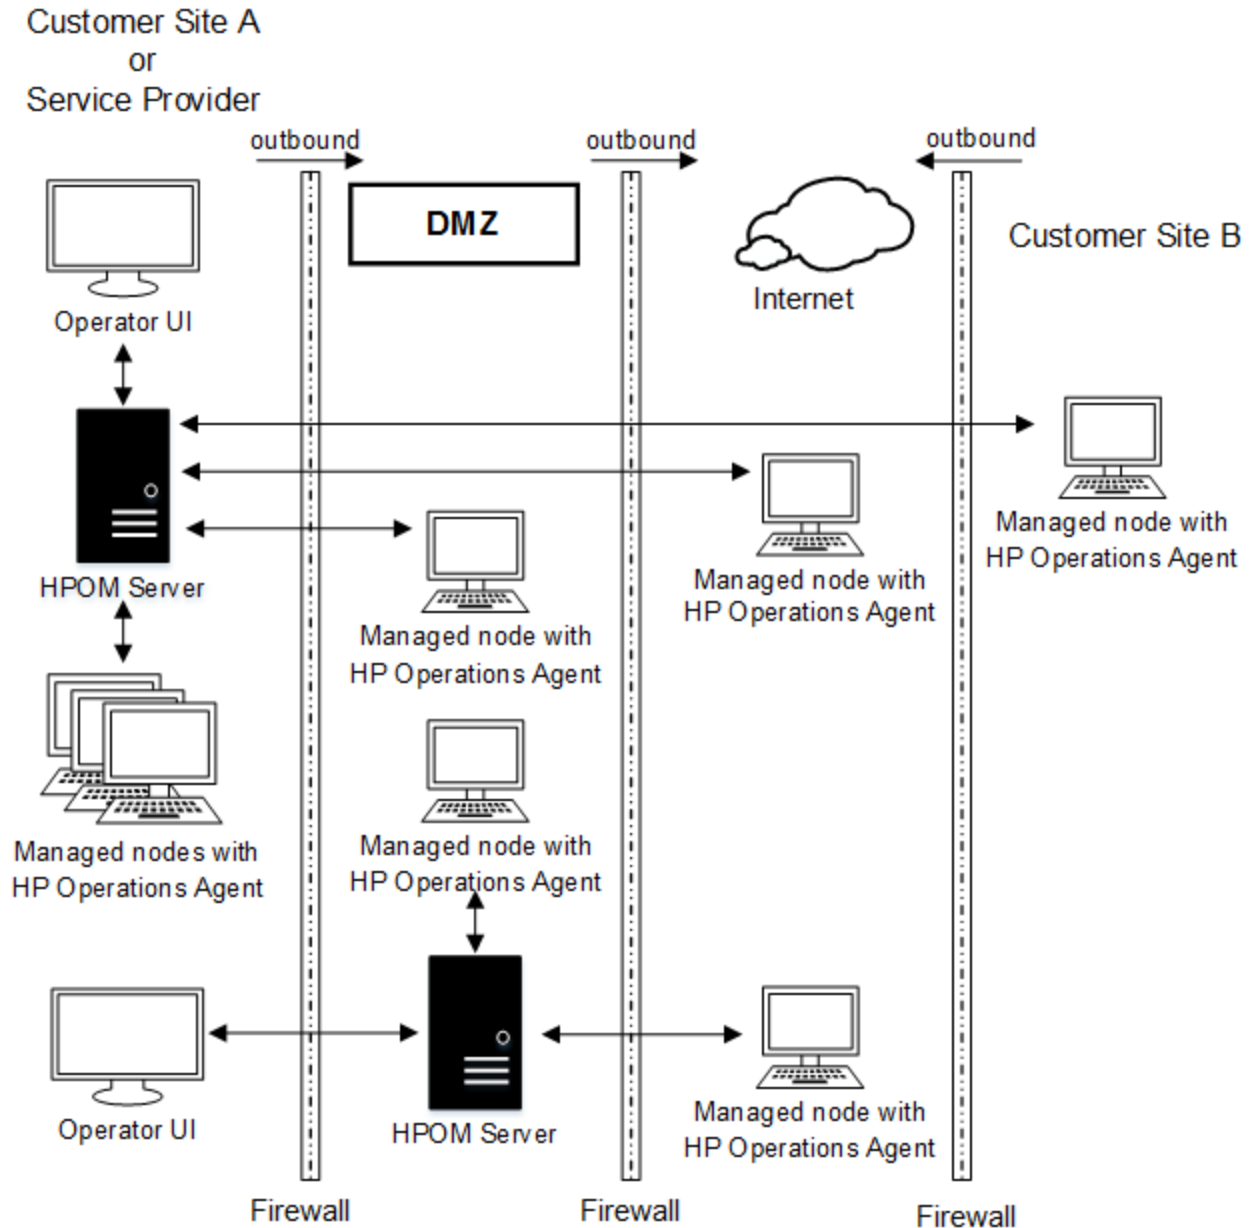 Customer Site A
or
Service Provider
outbound
outbound
outbound
DMZ
Internet
Customer Site B
Operator UI
HPOM Server
Managed node with
HP Operations Agent
Managed node with
HP Operations Agent
Managed node with
HP Operations Agent
Managed nodes with
HP Operations Agent
Managed node with
HP Operations Agent
Operator UI
HPOM Server
Managed node with
HP Operations Agent
Firewall
Firewall
Firewall